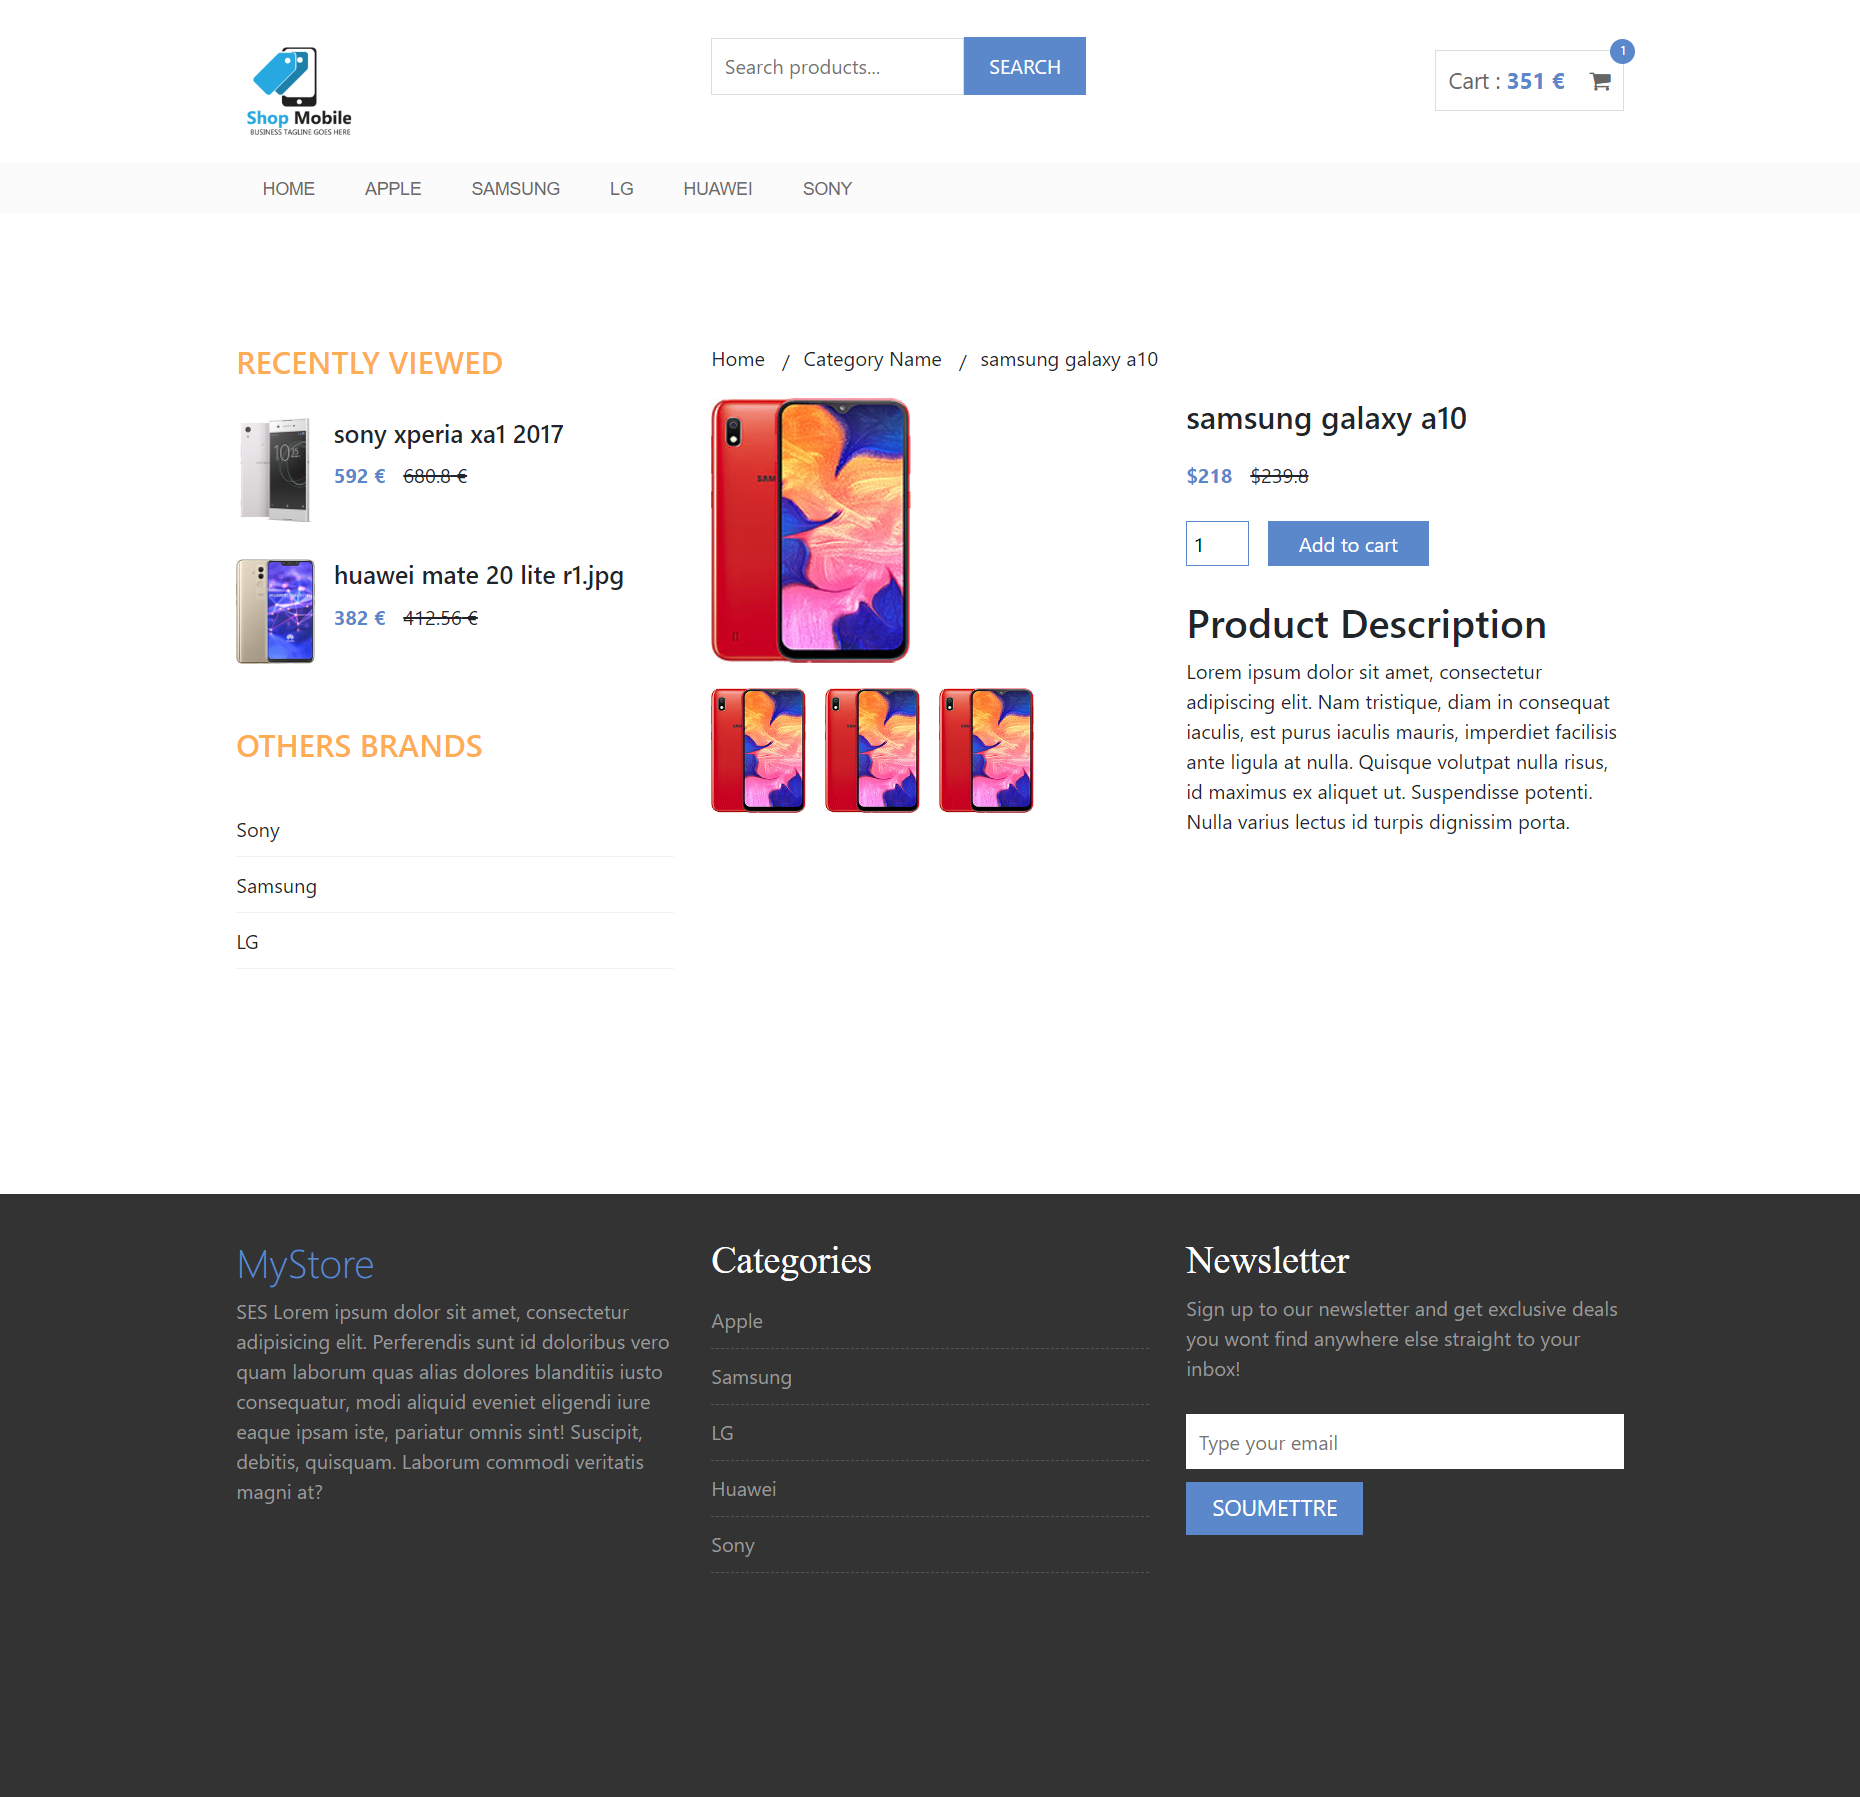 Shop Mobile
BUSINESS TAGLINE GOES HERE
Search products...
SEARCH
Cart : 351 €
1
HOME APPLE SAMSUNG LG HUAWEI SONY
RECENTLY VIEWED
sony xperia xa1 2017
592 € 680.8 €
huawei mate 20 lite r1.jpg
382 € 412.56 €
OTHERS BRANDS
Sony
Samsung
LG
Home / Category Name / samsung galaxy a10
SAM
samsung galaxy a10
$218 $239.8
1
Add to cart
Product Description
Lorem ipsum dolor sit amet, consectetur
adipiscing elit. Nam tristique, diam in consequat
iaculis, est purus iaculis mauris, imperdiet facilisis
ante ligula at nulla. Quisque volutpat nulla risus,
id maximus ex aliquet ut. Suspendisse potenti.
Nulla varius lectus id turpis dignissim porta.
MyStore
SES Lorem ipsum dolor sit amet, consectetur
adipisicing elit. Perferendis sunt id doloribus vero
quam laborum quas alias dolores blanditiis iusto
consequatur, modi aliquid eveniet eligendi iure
eaque ipsam iste, pariatur omnis sint! Suscipit,
debitis, quisquam. Laborum commodi veritatis
magni at?
Categories
Apple
Samsung
LG
Huawei
Sony
Newsletter
Sign up to our newsletter and get exclusive deals
you wont find anywhere else straight to your
inbox!
Type your email
SOUMETTRE